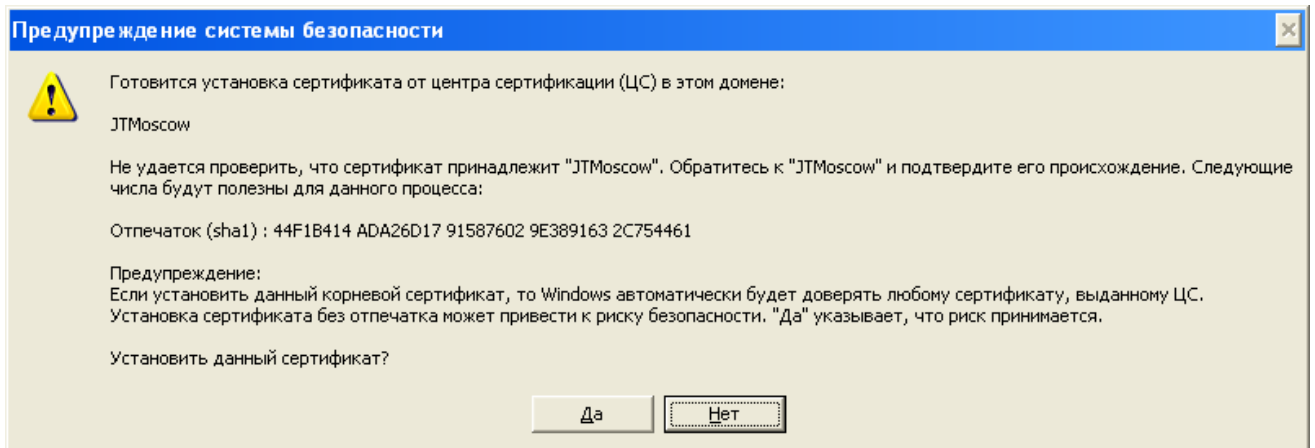 Предупреждение системы безопасности
Готовится установка сертификата от центра сертификации (ЦС) в этом домене:
JTMoscow
Не удается проверить, что сертификат принадлежит "JTMoscow". Обратитесь к "JTMoscow" и подтвердите его происхождение. Следующие
числа будут полезны для данного процесса:
Отпечаток (sha1) : 44F1B414 ADA26D17 91587602 9E389163 2C754461
Предупреждение:
Если установить данный корневой сертификат, то Windows автоматически будет доверять любому сертификату, выданному ЦС.
Установка сертификата без отпечатка может привести к риску безопасности. "Да" указывает, что риск принимается.
Установить данный сертификат?
Да
Нет